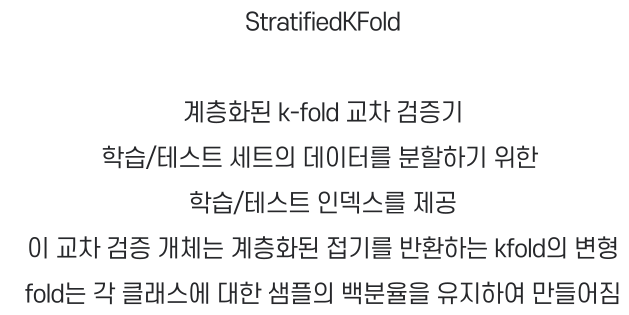 StratifiedKFold
계층화된 k-fold 교차 검증기
학습/테스트 세트의 데이터를 분할하기 위한
학습/테스트 인덱스를 제공
이 교차 검증 개체는 계층화된 접기를 반환하는 kfold의 변형
fold는 각 클래스에 대한 샘플의 백분율을 유지하여 만들어짐